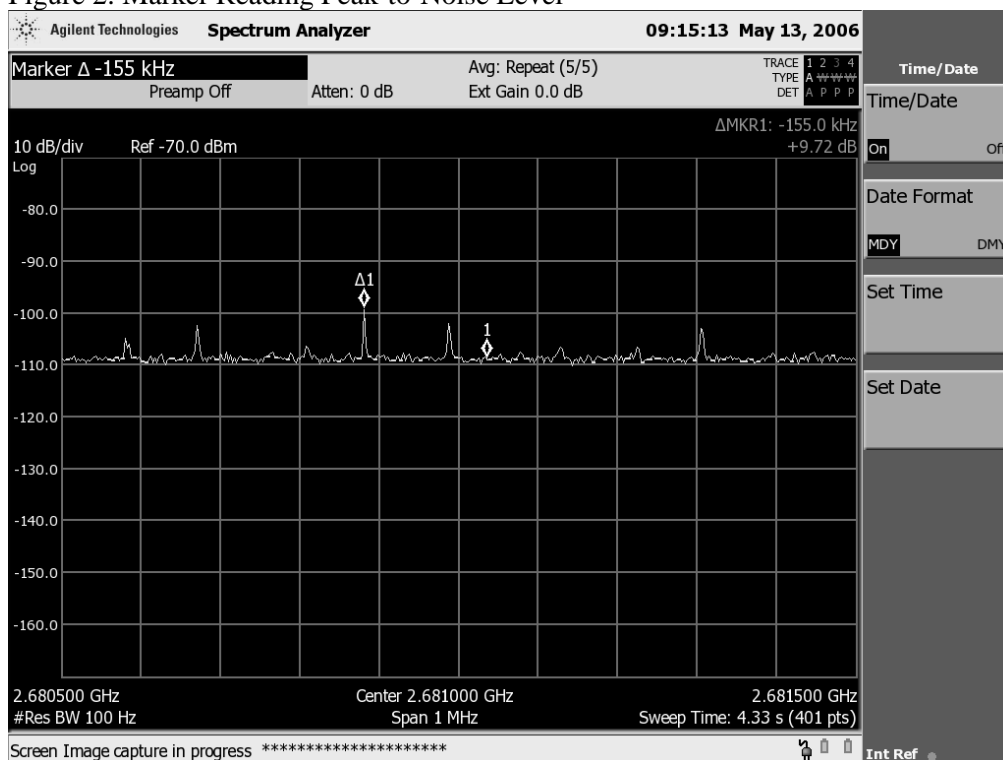 Figure 2: Marker Reading Peak-to-Noise Level
Agilent Technologies Spectrum Analyzer 09:15:13 May 13, 2006
Marker Δ -155 kHz Avg: Repeat (5/5) TRACE 1 2 3 4
TYPE A W W W
Preamp Off Atten: 0 dB Ext Gain 0.0 dB DET A P P P
Time/Date
Time/Date
On Off
Date Format
MDY DMY
Set Time
Set Date
ΔMKR1: -155.0 kHz
10 dB/div Ref -70.0 dBm +9.72 dB
Log
-80.0
-90.0
Δ1
-100.0
1
-110.0
-120.0
-130.0
-140.0
-150.0
-160.0
2.680500 GHz Center 2.681000 GHz 2.681500 GHz
#Res BW 100 Hz Span 1 MHz Sweep Time: 4.33 s (401 pts)
Screen Image capture in progress *********************
Int Ref